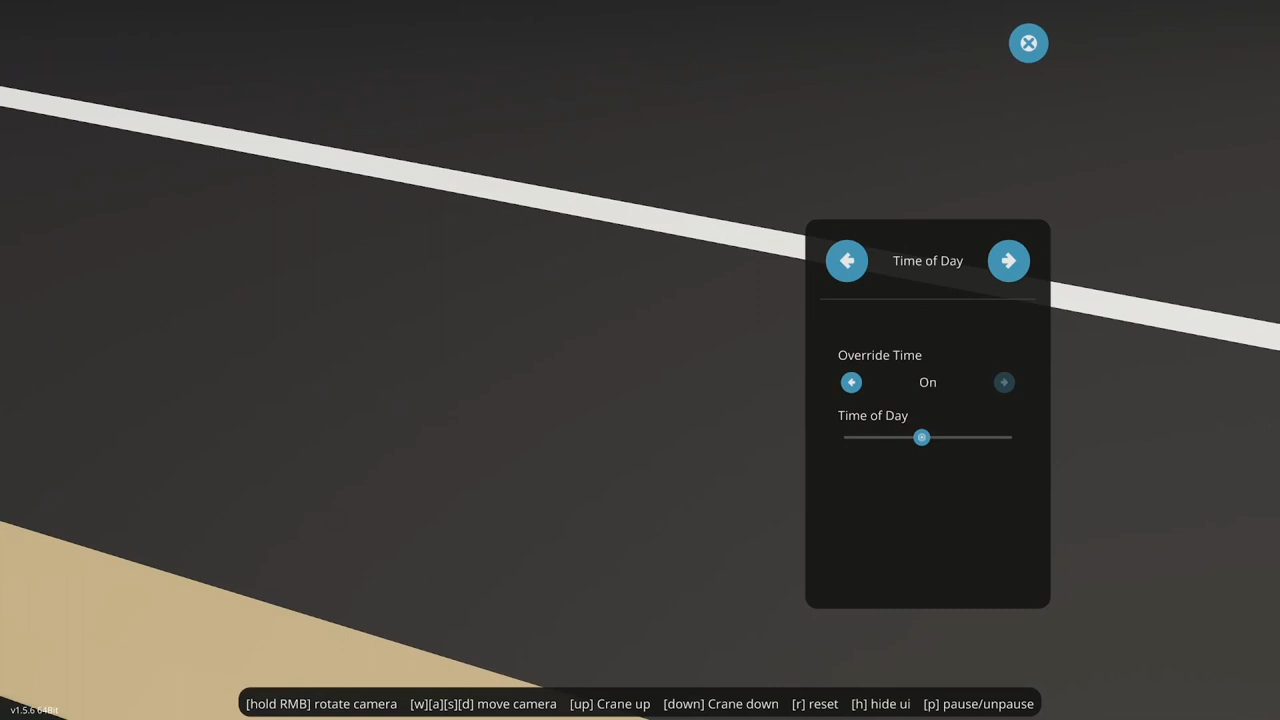 Time of Day
Override Time
On
Time of Day
[hold RMB] rotate camera [w][a][s][d] move camera [up] Crane up [down] Crane down [r] reset [h] hide ui [p] pause/unpause
v1.5.6 64Bit